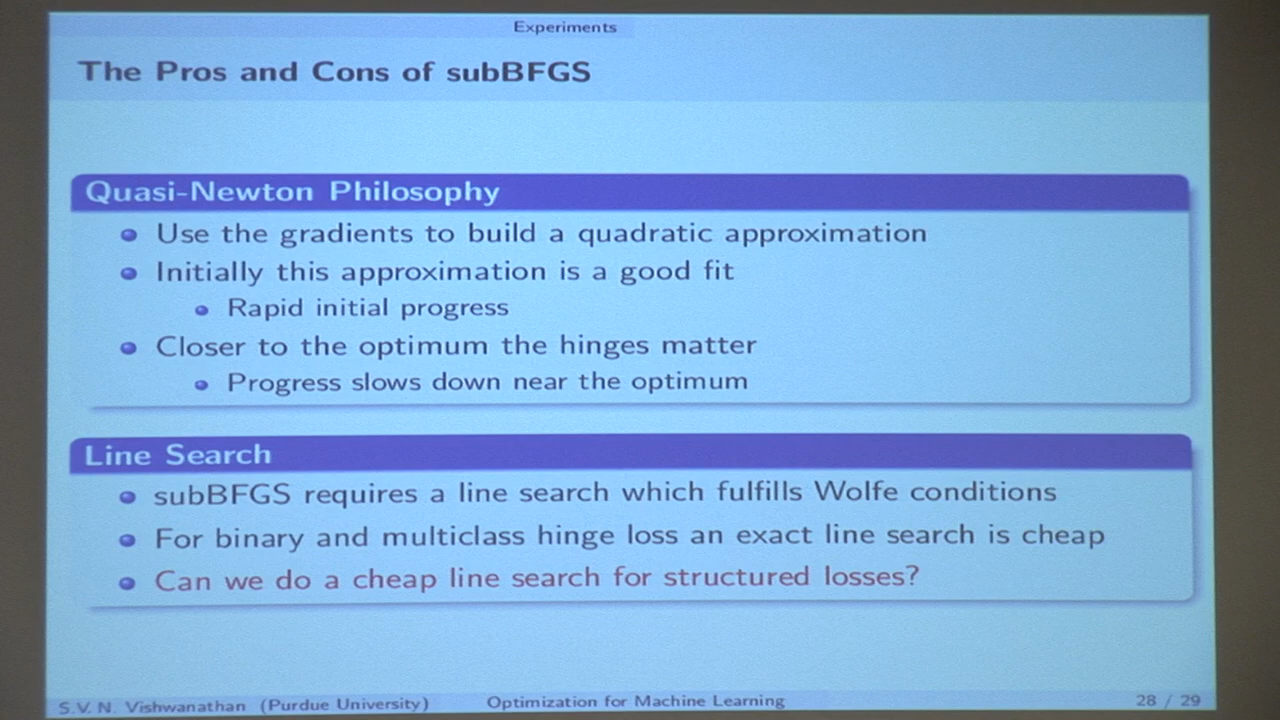 Experiments
The Pros and Cons of subBFGS
Quasi-Newton Philosophy
Use the gradients to build a quadratic approximation
Initially this approximation is a good fit
Rapid initial progress
Closer to the optimum the hinges matter
Progress slows down near the optimum
Line Search
subBFGS requires a line search which fulfills Wolfe conditions
For binary and multiclass hinge loss an exact line search is cheap
Can we do a cheap line search for structured losses?
S.V. N. Vishwanathan (Purdue University) Optimization for Machine Learning 28 / 29